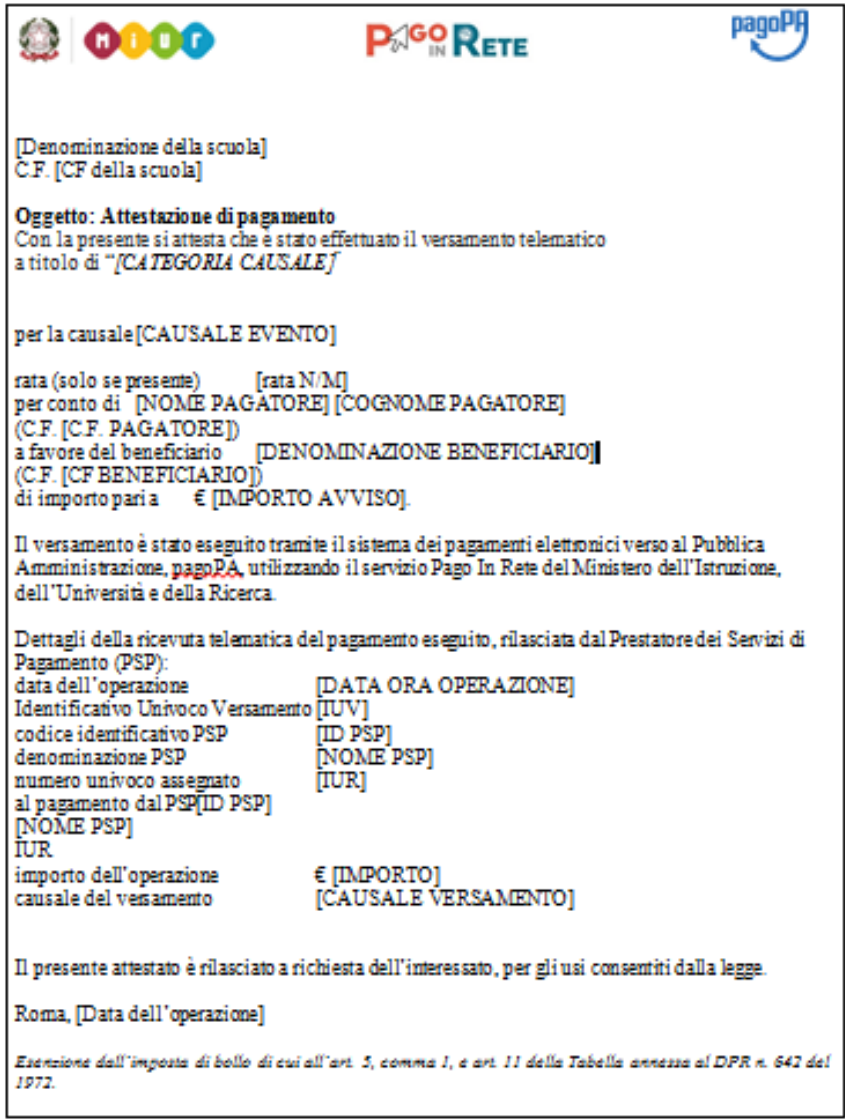 miur
PAGO IN RETE
pagoPA
[Denominazione della scuola]
C.F. [CF della scuola]
Oggetto: Attestazione di pagamento
Con la presente si attesta che è stato effettuato il versamento telematico
a titolo di “[CATEGORIA CAUSALE]”
per la causale [CAUSALE EVENTO]
rata (solo se presente) [rata N/M]
per conto di [NOME PAGATORE] [COGNOME PAGATORE]
(C.F. [C.F. PAGATORE])
a favore del beneficiario [DENOMINAZIONE BENEFICIARIO]
(C.F. [CF BENEFICIARIO])
di importo pari a € [IMPORTO AVVISO].
Il versamento è stato eseguito tramite il sistema dei pagamenti elettronici verso al Pubblica
Amministrazione, pagoPA, utilizzando il servizio Pago In Rete del Ministero dell’Istruzione,
dell’Università e della Ricerca.
Dettagli della ricevuta telematica del pagamento eseguito, rilasciata dal Prestatore dei Servizi di
Pagamento (PSP):
data dell’operazione [DATA ORA OPERAZIONE]
Identificativo Univoco Versamento [IUV]
codice identificativo PSP [ID PSP]
denominazione PSP [NOME PSP]
numero univoco assegnato [IUR]
al pagamento dal PSP[ID PSP]
[NOME PSP]
IUR
importo dell’operazione € [IMPORTO]
causale del versamento [CAUSALE VERSAMENTO]
Il presente attestato è rilasciato a richiesta dell’interessato, per gli usi consentiti dalla legge.
Roma, [Data dell’operazione]
Esenzione dall’imposta di bollo di cui all’art. 5, comma 1, e art. 11 della Tabella annessa al DPR n. 642 del
1972.